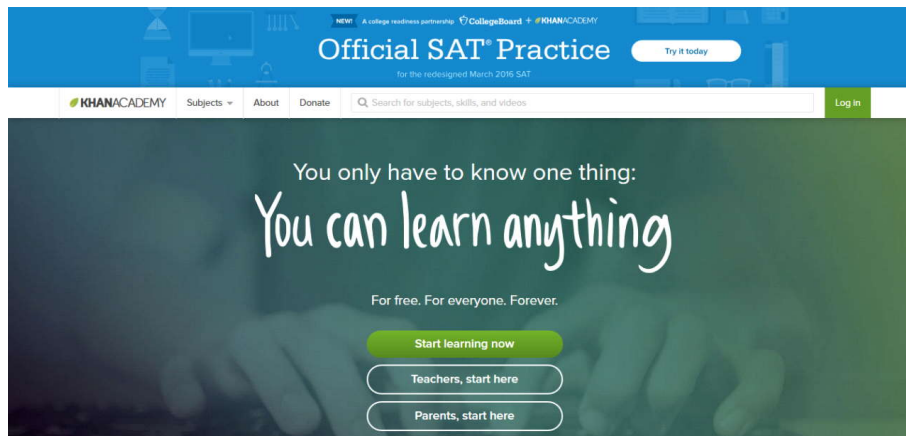 NEW! A college readiness partnership CollegeBoard + KHANACADEMY
Official SAT® Practice
Try it today
for the redesigned March 2016 SAT
KHANACADEMY Subjects About Donate Search for subjects, skills, and videos Log in
You only have to know one thing:
You can learn anything
For free. For everyone. Forever.
Start learning now
Teachers, start here
Parents, start here